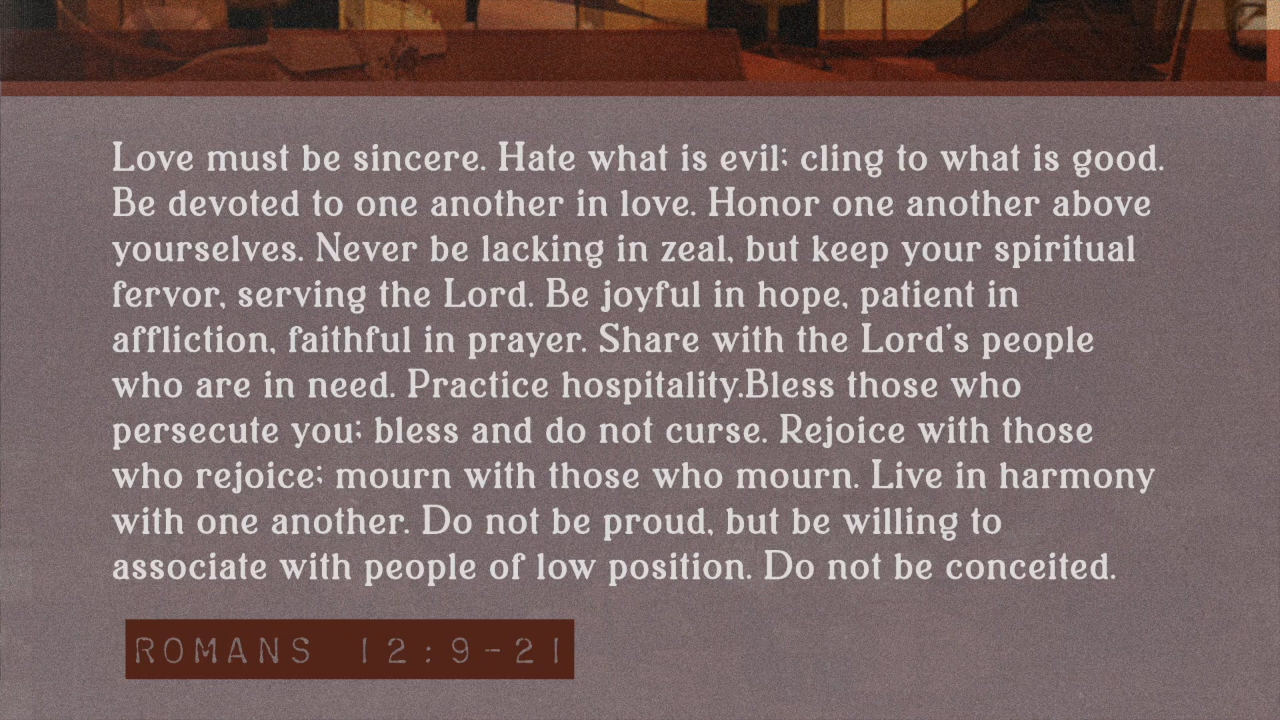 Love must be sincere. Hate what is evil; cling to what is good.
Be devoted to one another in love. Honor one another above
yourselves. Never be lacking in zeal, but keep your spiritual
fervor, serving the Lord. Be joyful in hope, patient in
affliction, faithful in prayer. Share with the Lord's people
who are in need. Practice hospitality.Bless those who
persecute you; bless and do not curse. Rejoice with those
who rejoice; mourn with those who mourn. Live in harmony
with one another. Do not be proud, but be willing to
associate with people of low position. Do not be conceited.
ROMANS 12:9-21